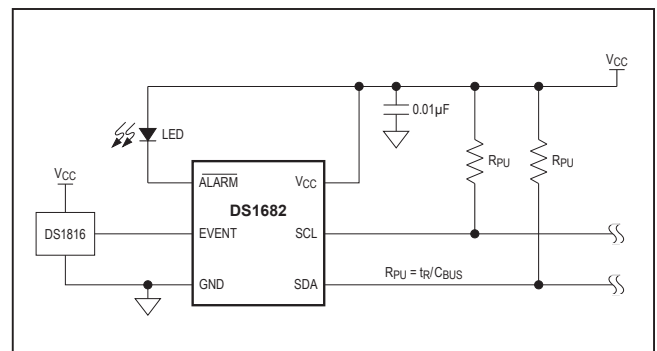 VCC
0.01µF
LED
RPU
RPU
VCC
ALARM
VCC
DS1682
DS1816
EVENT
SCL
RPU = tR/CBUS
GND
SDA